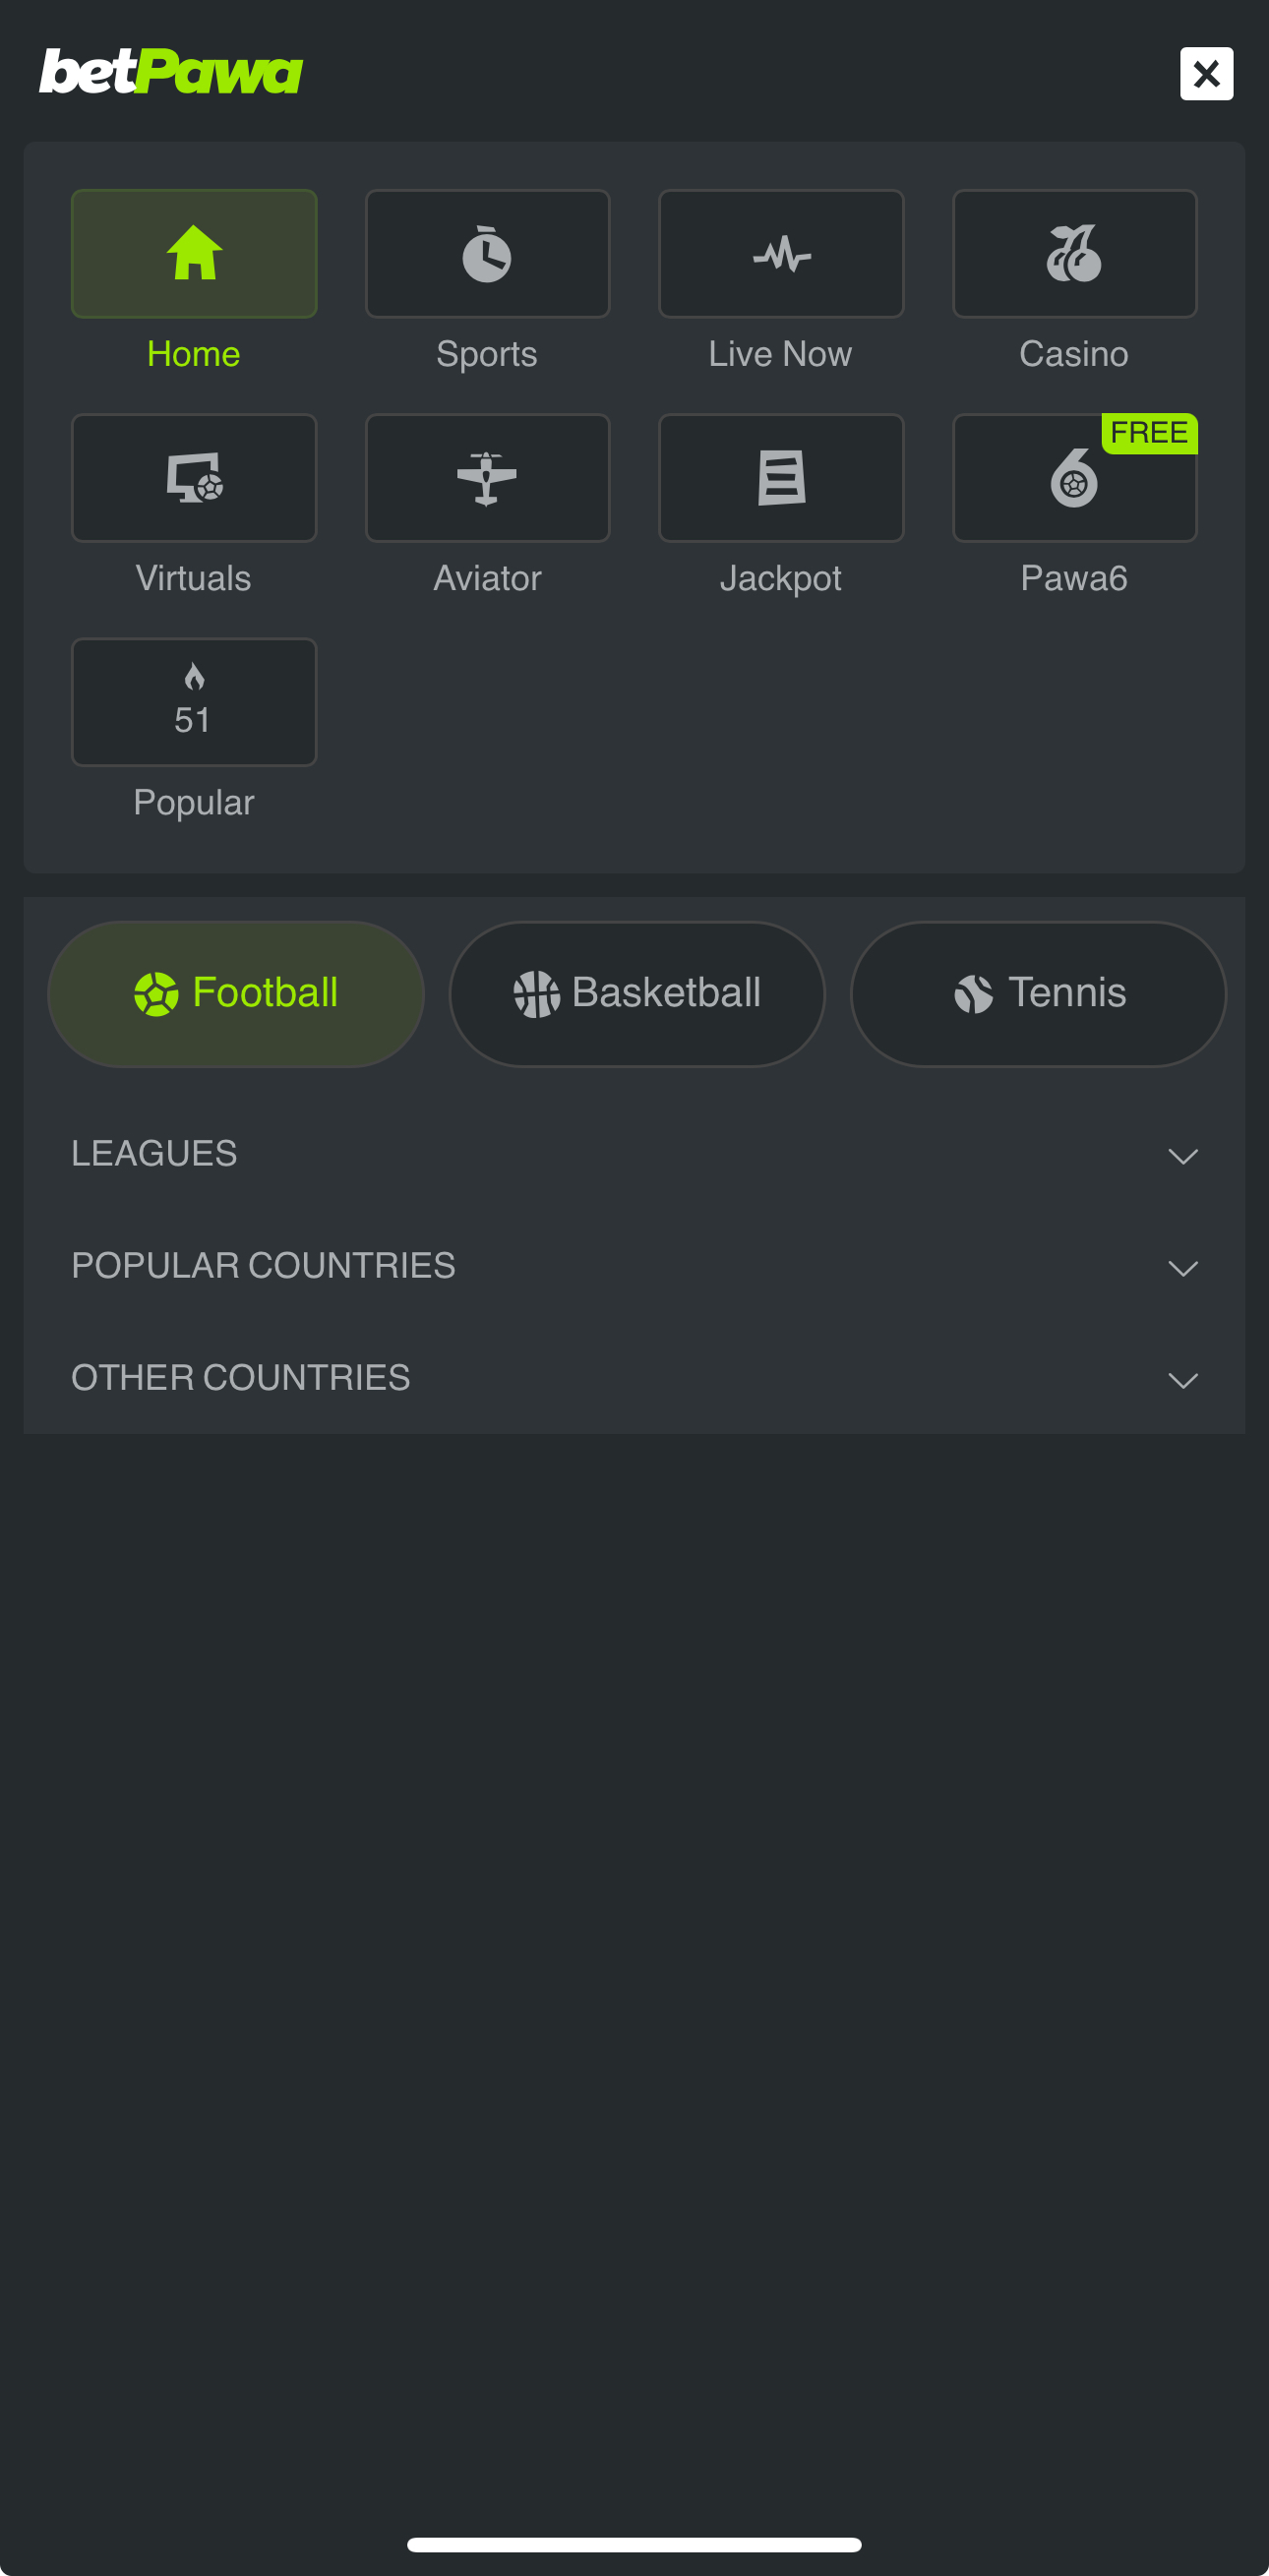 betPawa
Home Sports Live Now Casino
FREE
Virtuals Aviator Jackpot Pawa6
51
Popular
Football Basketball Tennis
LEAGUES
POPULAR COUNTRIES
OTHER COUNTRIES